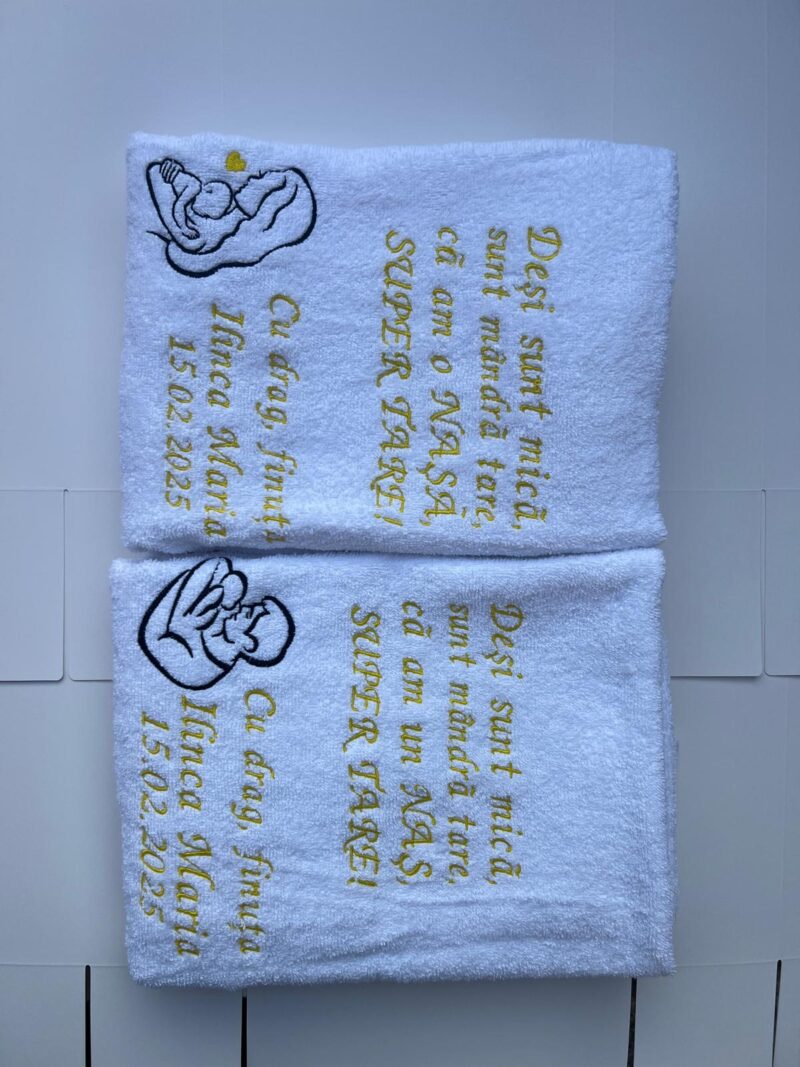 Deși sunt mică,
sunt mândră tare,
că am o NAȘĂ,
SUPER TARE!
Cu drag, finuța
Ilinca Maria
15.02.2025
Deși sunt mică,
sunt mândră tare,
că am un NAȘ,
SUPER TARE!
Cu drag, finuța
Ilinca Maria
15.02.2025